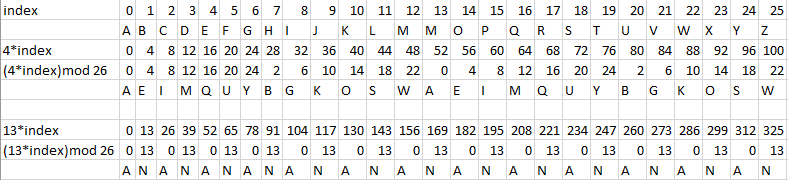 index 0 1 2 3 4 5 6 7 8 9 10 11 12 13 14 15 16 17 18 19 20 21 22 23 24 25
A B C D E F G H I J K L M M O P Q R S T U V W X Y Z
4*index 0 4 8 12 16 20 24 28 32 36 40 44 48 52 56 60 64 68 72 76 80 84 88 92 96 100
(4*index)mod 26 0 4 8 12 16 20 24 2 6 10 14 18 22 0 4 8 12 16 20 24 2 6 10 14 18 22
A E I M Q U Y B G K O S W A E I M Q U Y B G K O S W
13*index 0 13 26 39 52 65 78 91 104 117 130 143 156 169 182 195 208 221 234 247 260 273 286 299 312 325
(13*index)mod 26 0 13 0 13 0 13 0 13 0 13 0 13 0 13 0 13 0 13 0 13 0 13 0 13 0 13
A N A N A N A N A N A N A N A N A N A N A N A N A N